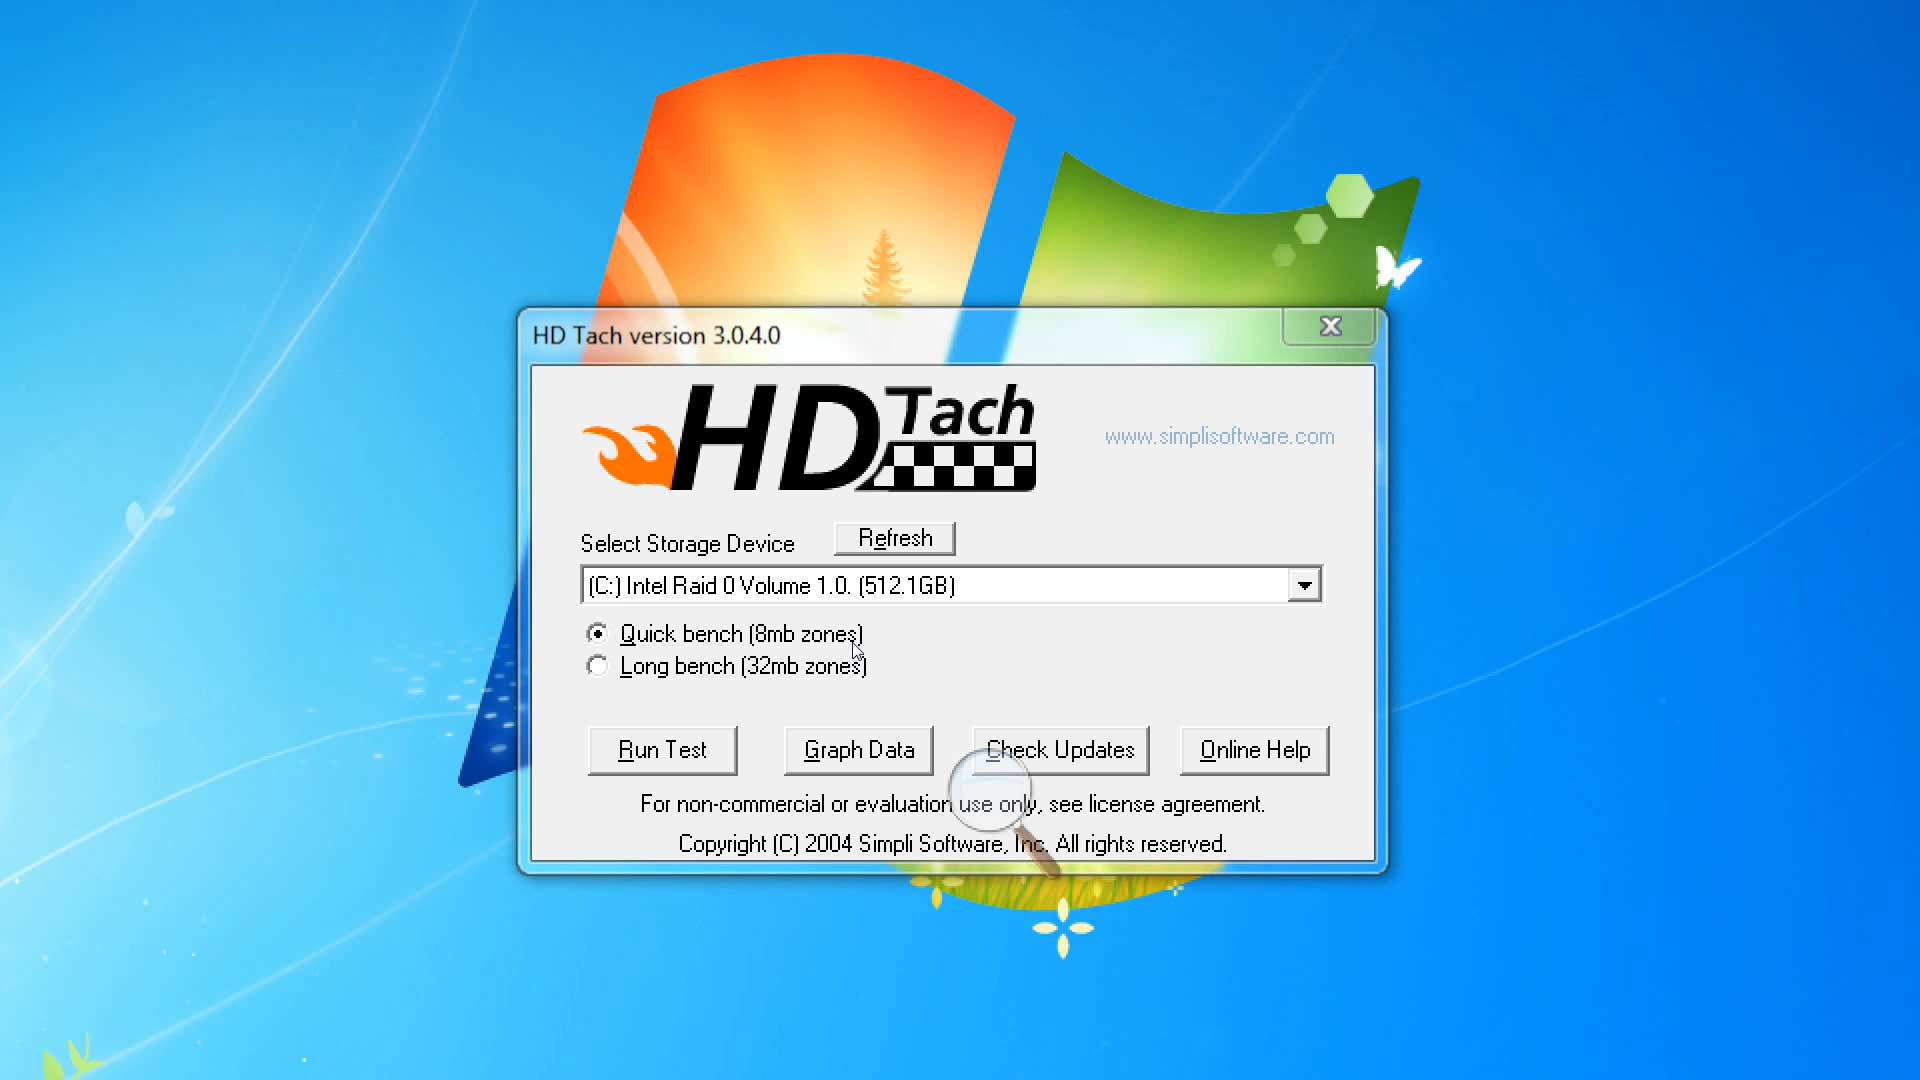 HD Tach version 3.0.4.0
HD Tach
www.simplisoftware.com
Select Storage Device
Refresh
(C:) Intel Raid 0 Volume 1.0. (512.1GB)
Quick bench (8mb zones)
Long bench (32mb zones)
Run Test
Graph Data
Check Updates
Online Help
For non-commercial or evaluation use only, see license agreement.
Copyright (C) 2004 Simpli Software, Inc. All rights reserved.